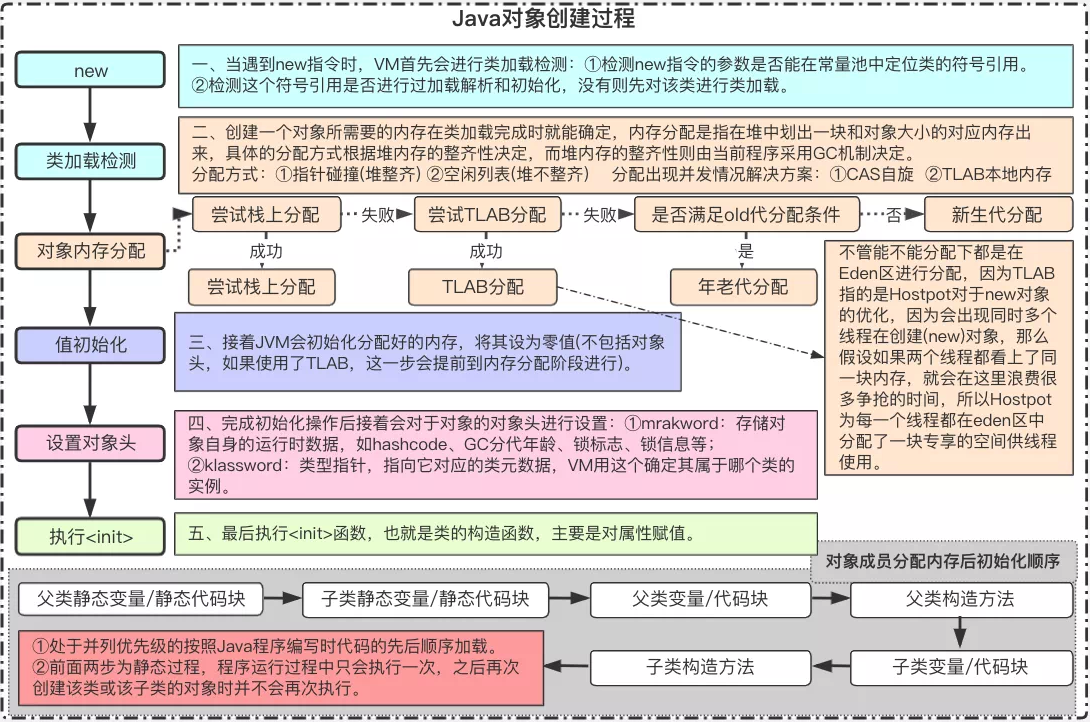 Java对象创建过程
new
一、当遇到new指令时，VM首先会进行类加载检测：①检测new指令的参数是否能在常量池中定位类的符号引用。
②检测这个符号引用是否进行过加载解析和初始化，没有则先对该类进行类加载。
类加载检测
二、创建一个对象所需要的内存在类加载完成时就能确定，内存分配是指在堆中划出一块和对象大小的对应内存出
来，具体的分配方式根据堆内存的整齐性决定，而堆内存的整齐性则由当前程序采用GC机制决定。
分配方式：①指针碰撞(堆整齐) ②空闲列表(堆不整齐) 分配出现并发情况解决方案：①CAS自旋 ②TLAB本地内存
对象内存分配
尝试栈上分配
失败
尝试TLAB分配
失败
是否满足old代分配条件
否
新生代分配
成功
成功
是
尝试栈上分配
TLAB分配
年老代分配
不管能不能分配下都是在
Eden区进行分配，因为TLAB
指的是Hostpot对于new对象
的优化，因为会出现同时多个
线程在创建(new)对象，那么
假设如果两个线程都看上了同
一块内存，就会在这里浪费很
多争抢的时间，所以Hostpot
为每一个线程都在eden区中
分配了一块专享的空间供线程
使用。
值初始化
三、接着JVM会初始化分配好的内存，将其设为零值(不包括对象
头，如果使用了TLAB，这一步会提前到内存分配阶段进行)。
设置对象头
四、完成初始化操作后接着会对于对象的对象头进行设置：①mrakword：存储对
象自身的运行时数据，如hashcode、GC分代年龄、锁标志、锁信息等；
②klassword：类型指针，指向它对应的类元数据，VM用这个确定其属于哪个类的
实例。
执行<init>
五、最后执行<init>函数，也就是类的构造函数，主要是对属性赋值。
对象成员分配内存后初始化顺序
父类静态变量/静态代码块
子类静态变量/静态代码块
父类变量/代码块
父类构造方法
子类变量/代码块
子类构造方法
①处于并列优先级的按照Java程序编写时代码的先后顺序加载。
②前面两步为静态过程，程序运行过程中只会执行一次，之后再次
创建该类或该子类的对象时并不会再次执行。